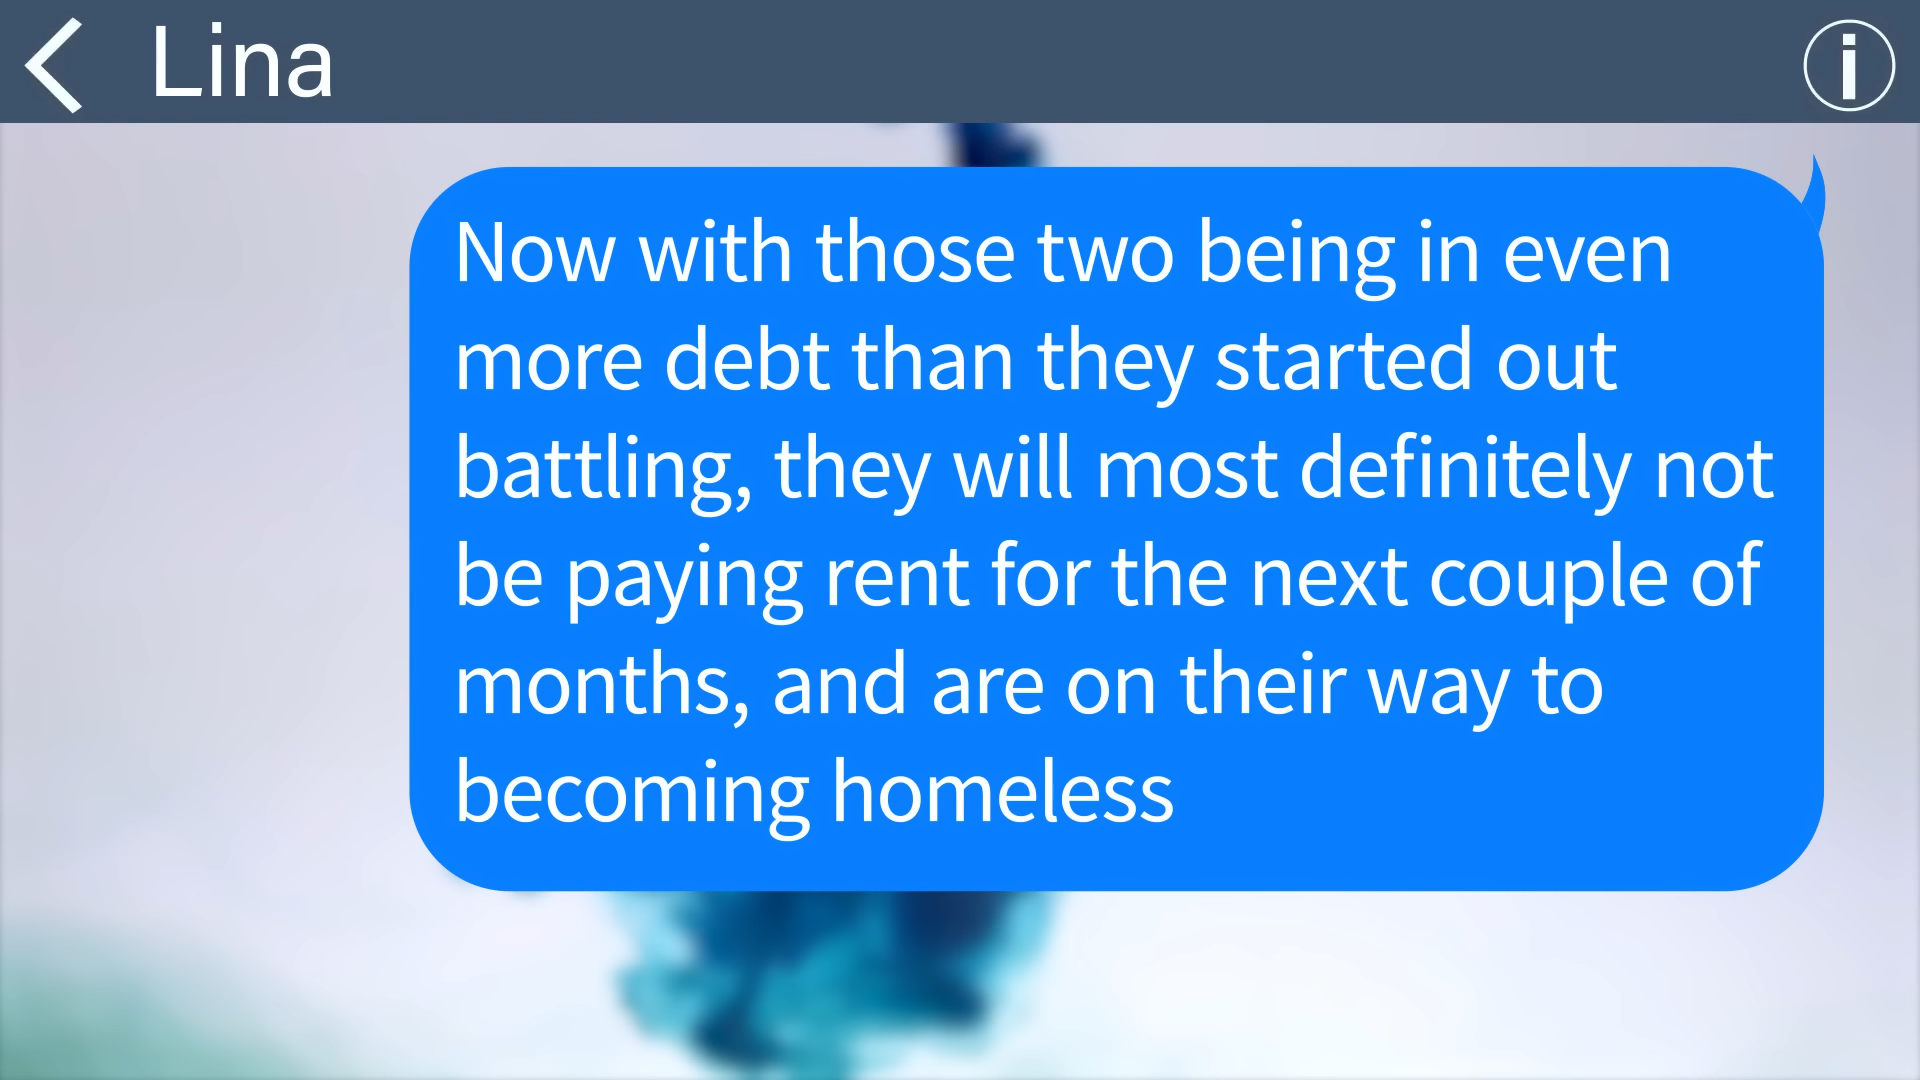 Lina
Now with those two being in even
more debt than they started out
battling, they will most definitely not
be paying rent for the next couple of
months, and are on their way to
becoming homeless